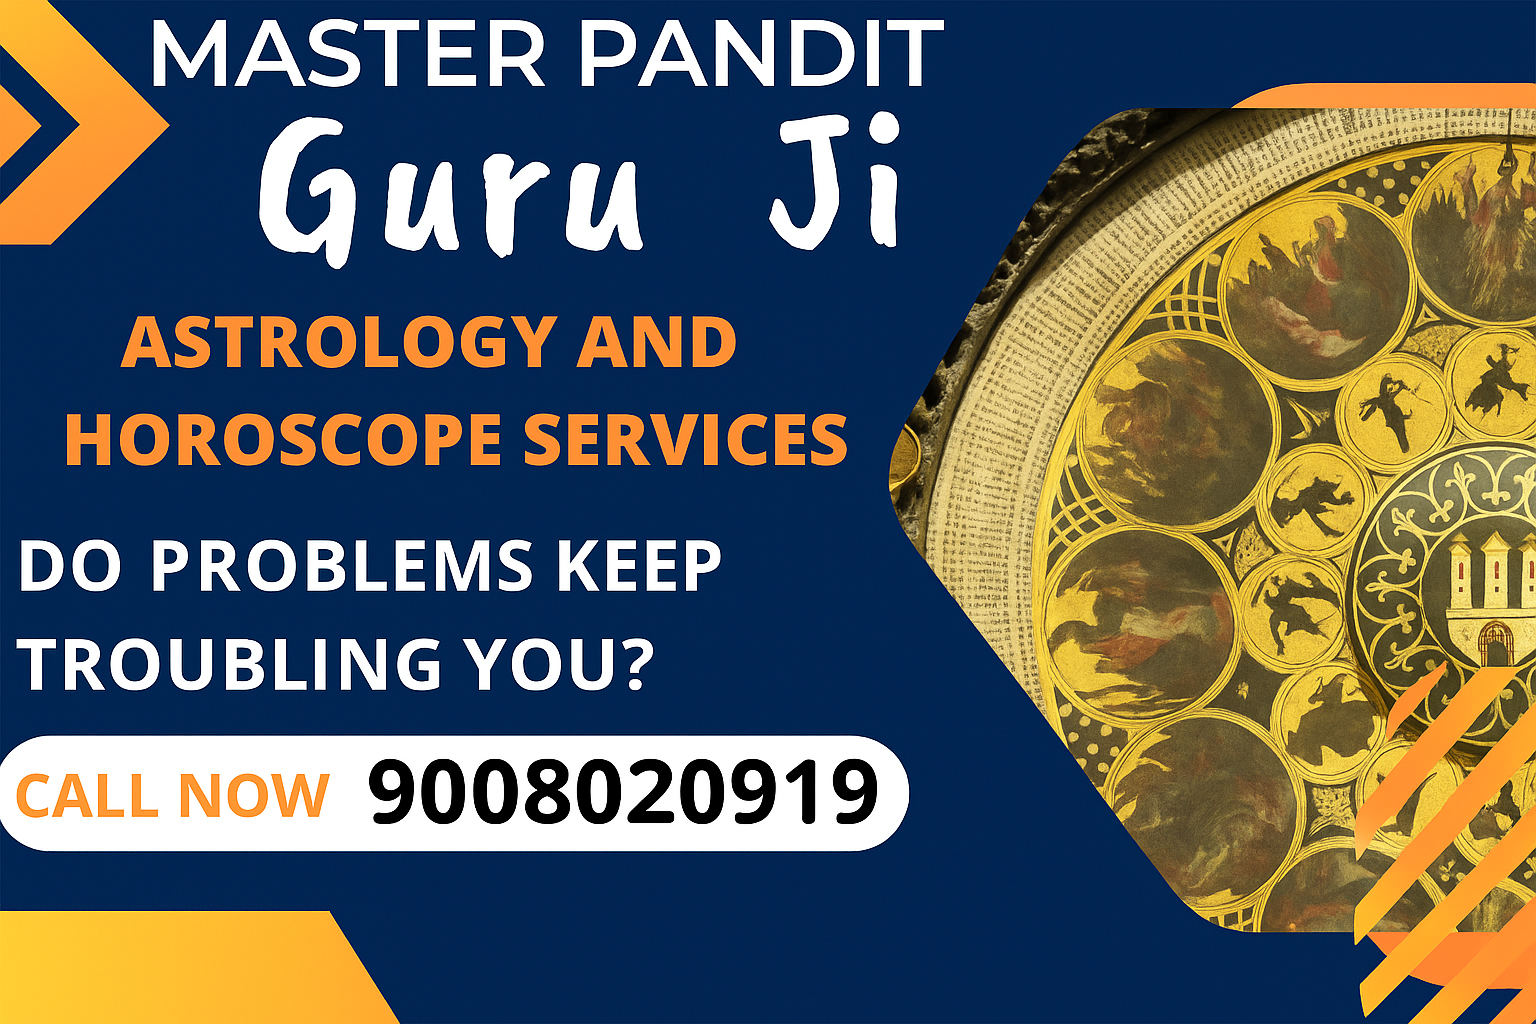 MASTER PANDIT
Guru Ji
ASTROLOGY AND
HOROSCOPE SERVICES
DO PROBLEMS KEEP
TROUBLING YOU?
CALL NOW 9008020919